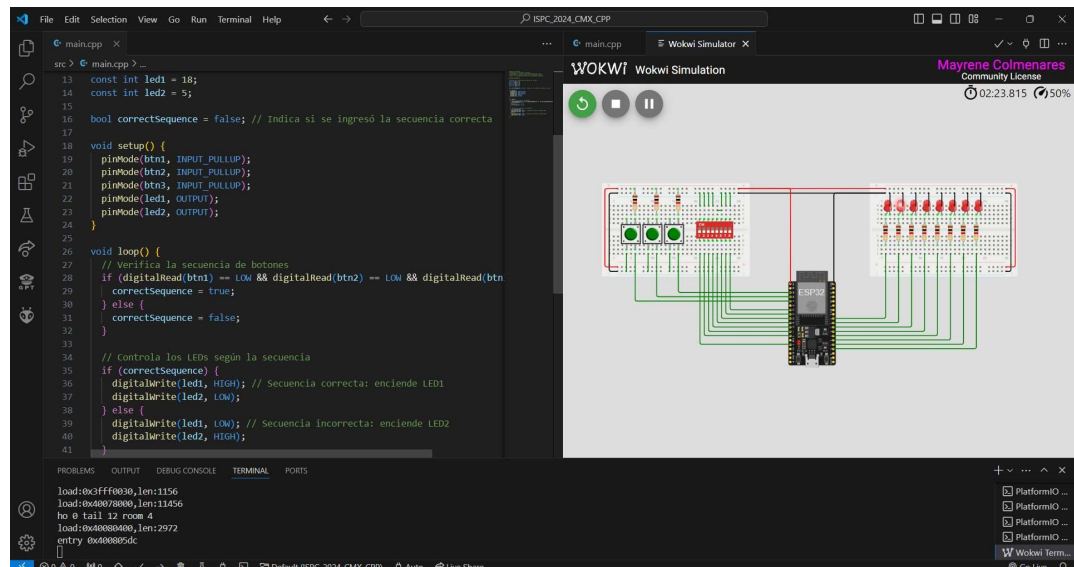 File Edit Selection View Go Run Terminal Help
ISPC_2024_CMX_CPP
main.cpp
src > main.cpp > ...
13 const int led1 = 18;
14 const int led2 = 5;
15
16 bool correctSequence = false; // Indica si se ingresó la secuencia correcta
17
18 void setup() {
19 pinMode(btn1, INPUT_PULLUP);
20 pinMode(btn2, INPUT_PULLUP);
21 pinMode(btn3, INPUT_PULLUP);
22 pinMode(led1, OUTPUT);
23 pinMode(led2, OUTPUT);
24 }
25
26 void loop() {
27 // Verifica la secuencia de botones
28 if (digitalRead(btn1) == LOW && digitalRead(btn2) == LOW && digitalRead(btn
29 correctSequence = true;
30 } else {
31 correctSequence = false;
32 }
33
34 // Controla los LEDs según la secuencia
35 if (correctSequence) {
36 digitalWrite(led1, HIGH); // Secuencia correcta: enciende LED1
37 digitalWrite(led2, LOW);
38 } else {
39 digitalWrite(led1, LOW); // Secuencia incorrecta: enciende LED2
40 digitalWrite(led2, HIGH);
41 }
main.cpp Wokwi Simulator
WOKWi Wokwi Simulation
Mayrene Colmenares
Community License
02:23.815 50%
ESP32
GPT
PROBLEMS OUTPUT DEBUG CONSOLE TERMINAL PORTS
load:0x3fff0030,len:1156
load:0x40078000,len:11456
ho 0 tail 12 room 4
load:0x40080400,len:2972
entry 0x400805dc
PlatformIO ...
PlatformIO ...
PlatformIO ...
PlatformIO ...
Wokwi Term...
Default (ISPC_2024_CMX_CPP) Auto Live Share
Go Live